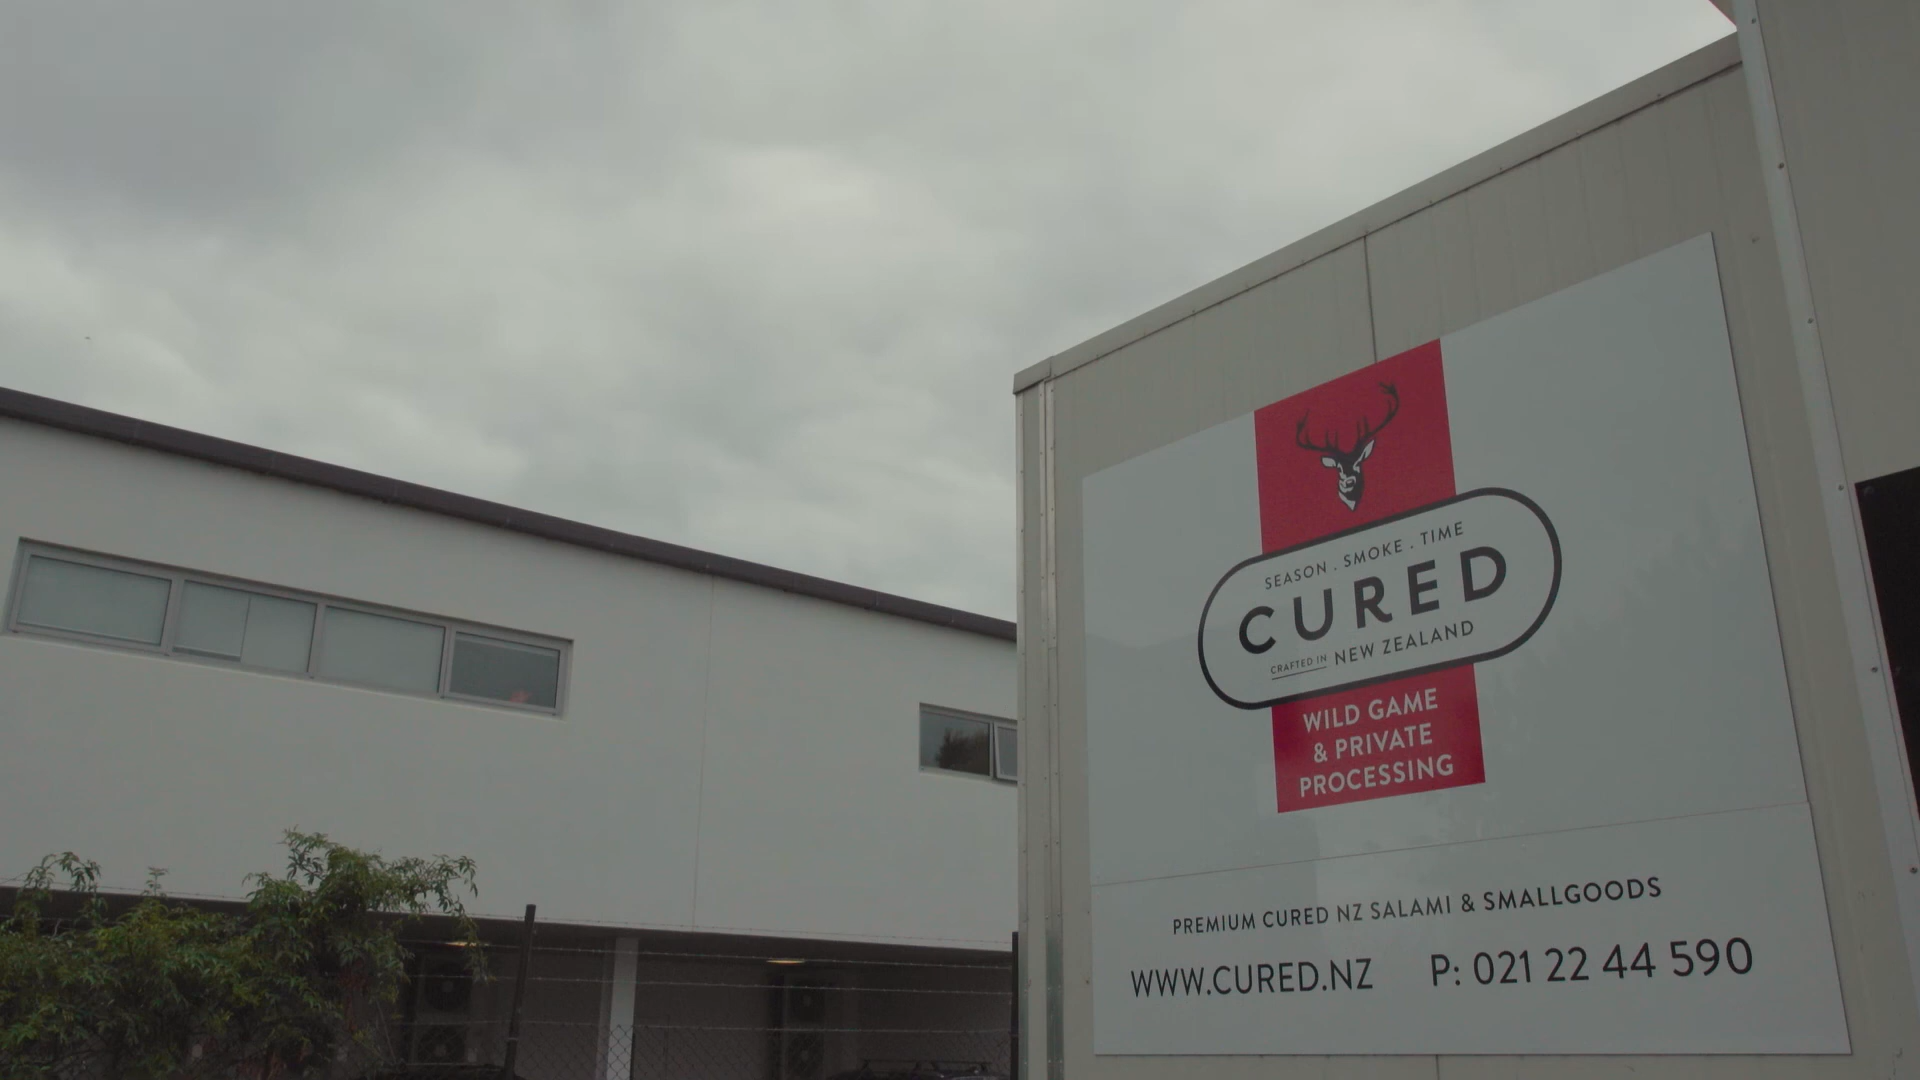 SEASON . SMOKE . TIME
CURED
CRAFTED IN NEW ZEALAND
WILD GAME
& PRIVATE
PROCESSING
PREMIUM CURED NZ SALAMI & SMALLGOODS
WWW.CURED.NZ P: 021 22 44 590